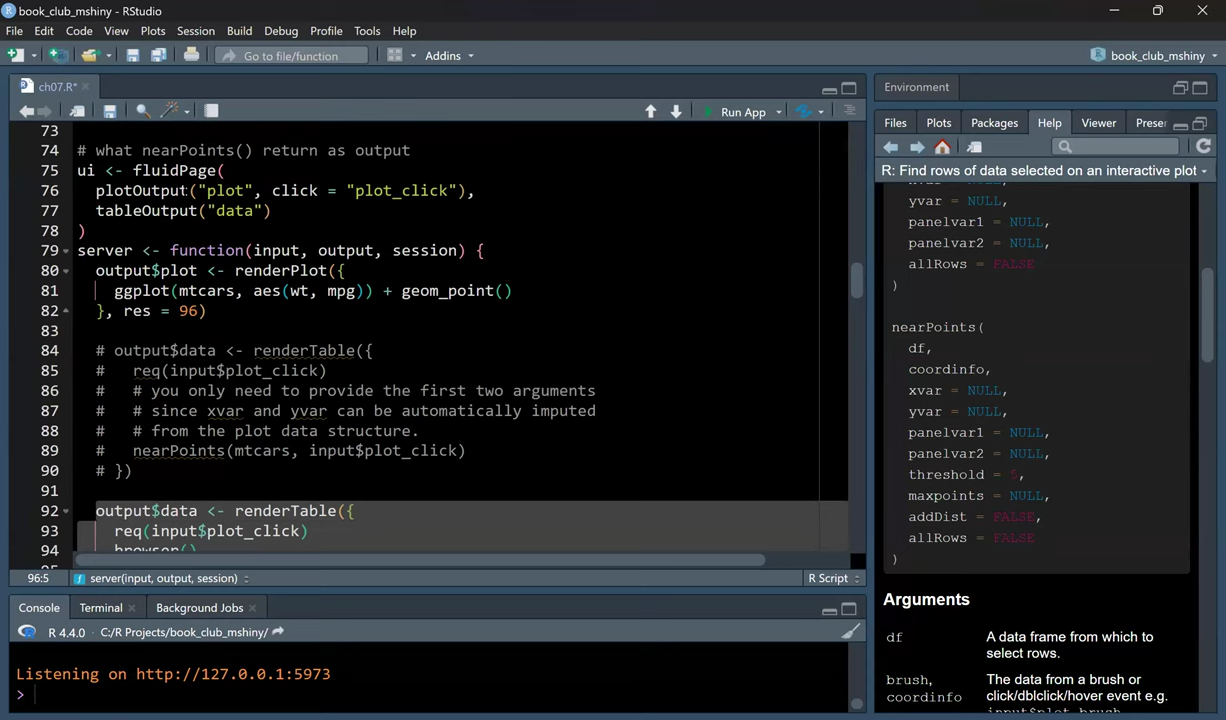 book_club_mshiny - RStudio
File Edit Code View Plots Session Build Debug Profile Tools Help
Go to file/function Addins book_club_mshiny
ch07.R*
Run App
73
74 # what nearPoints() return as output
75 ui <- fluidPage(
76 plotOutput("plot", click = "plot_click"),
77 tableOutput("data")
78 )
79 server <- function(input, output, session) {
80 output$plot <- renderPlot({
81 ggplot(mtcars, aes(wt, mpg)) + geom_point()
82 }, res = 96)
83
84 # output$data <- renderTable({
85 # req(input$plot_click)
86 # # you only need to provide the first two arguments
87 # # since xvar and yvar can be automatically imputed
88 # # from the plot data structure.
89 # nearPoints(mtcars, input$plot_click)
90 # })
91
92 output$data <- renderTable({
93 req(input$plot_click)
94 browser()
96:5 server(input, output, session) R Script
Console Terminal Background Jobs
R 4.4.0 · C:/R Projects/book_club_mshiny/
Listening on http://127.0.0.1:5973
>
Environment
Files Plots Packages Help Viewer Preser
R: Find rows of data selected on an interactive plot
yvar = NULL,
panelvar1 = NULL,
panelvar2 = NULL,
allRows = FALSE
)
nearPoints(
df,
coordinfo,
xvar = NULL,
yvar = NULL,
panelvar1 = NULL,
panelvar2 = NULL,
threshold = 5,
maxpoints = NULL,
addDist = FALSE,
allRows = FALSE
)
Arguments
df A data frame from which to
select rows.
brush, The data from a brush or
coordinfo click/dblclick/hover event e.g.
input$plot_brush